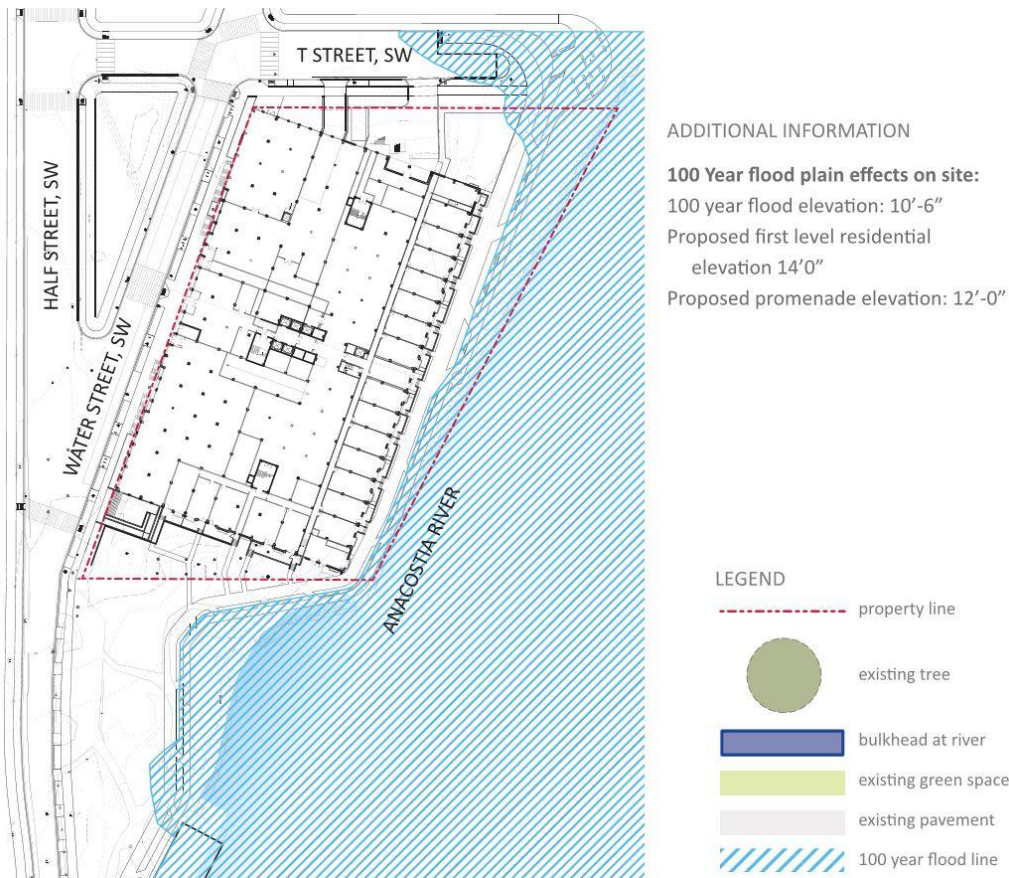 T STREET, SW
HALF STREET, SW
WATER STREET, SW
ANACOSTIA RIVER
ADDITIONAL INFORMATION
100 Year flood plain effects on site:
100 year flood elevation: 10’-6”
Proposed first level residential
elevation 14’0”
Proposed promenade elevation: 12’-0”
LEGEND
property line
existing tree
bulkhead at river
existing green space
existing pavement
100 year flood line